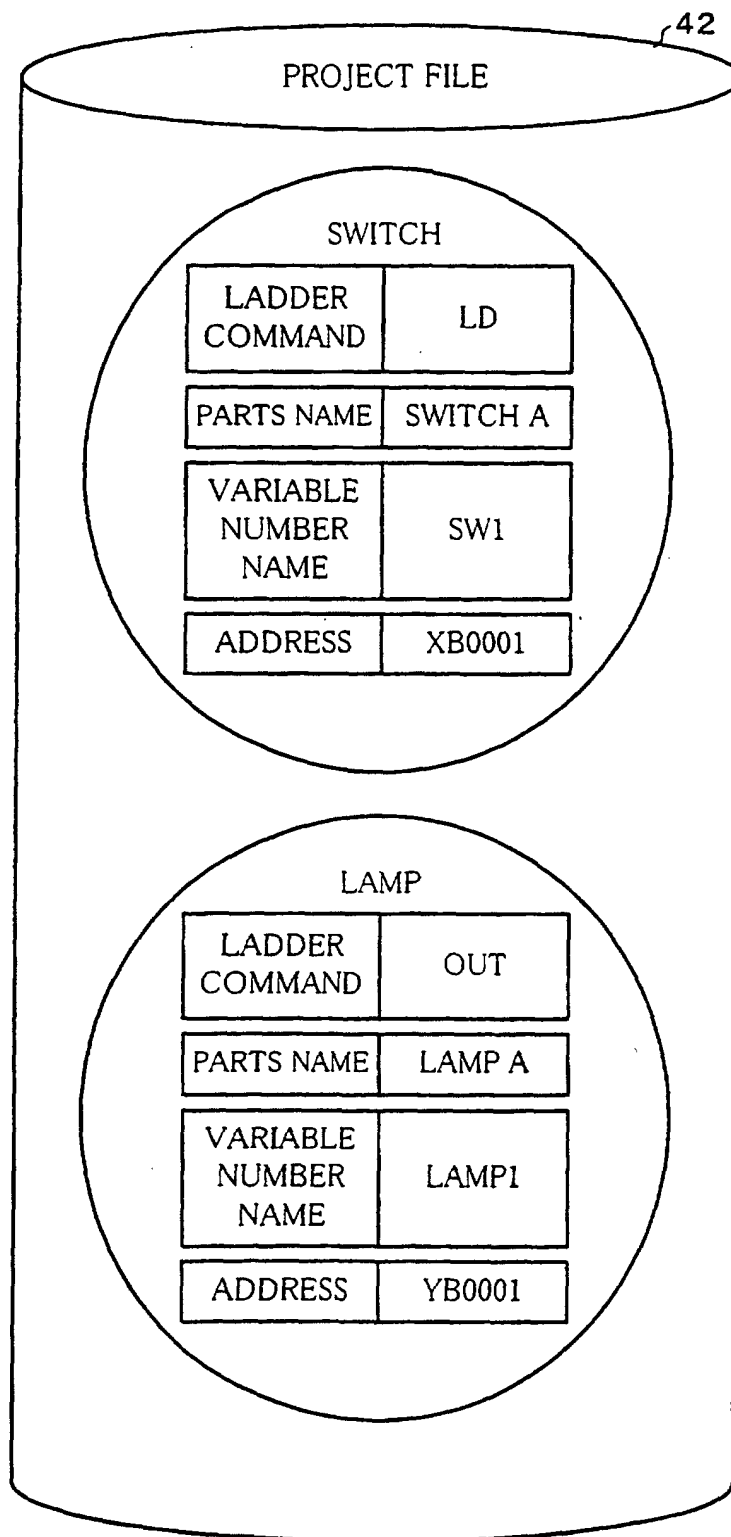 42
PROJECT FILE
SWITCH
LADDER
COMMAND
LD
PARTS NAME
SWITCH A
VARIABLE
NUMBER
NAME
SW1
ADDRESS
XB0001
LAMP
LADDER
COMMAND
OUT
PARTS NAME
LAMP A
VARIABLE
NUMBER
NAME
LAMP1
ADDRESS
YB0001